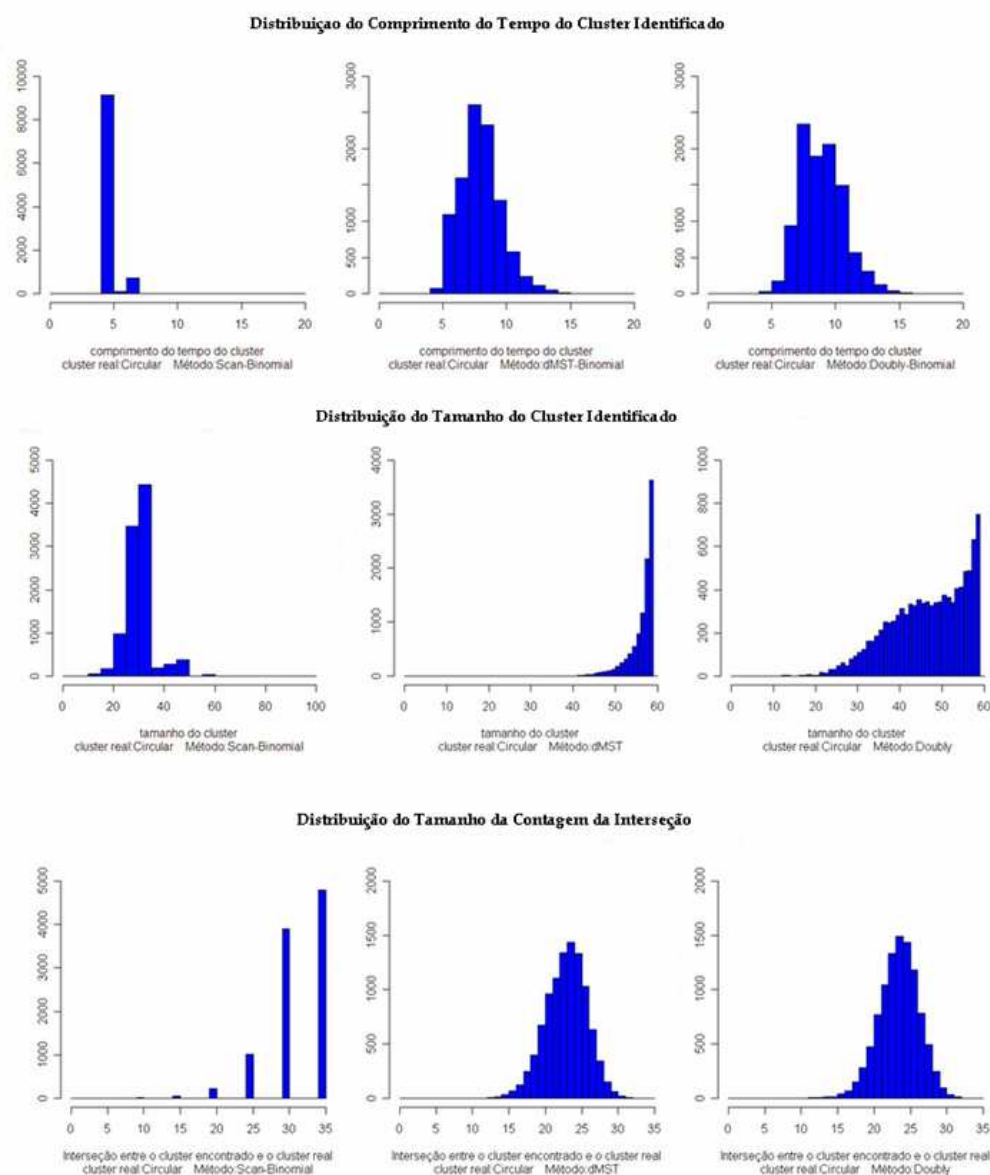 Distribuiçao do Comprimento do Tempo do Cluster Identificado
0 2000 4000 6000 8000 10000
0 5 10 15 20
comprimento do tempo do cluster
cluster real:Circular Método:Scan-Binomial
0 500 1000 2000 3000
0 5 10 15 20
comprimento do tempo do cluster
cluster real:Circular Método:dMST-Binomial
0 500 1000 2000 3000
0 5 10 15 20
comprimento do tempo do cluster
cluster real:Circular Método:Doubly-Binomial
Distribuição do Tamanho do Cluster Identificado
0 1000 2000 3000 4000 5000
0 20 40 60 80 100
tamanho do cluster
cluster real:Circular Método:Scan-Binomial
0 1000 2000 3000 4000
0 10 20 30 40 50 60
tamanho do cluster
cluster real:Circular Método:dMST
0 200 400 600 800 1000
0 10 20 30 40 50 60
tamanho do cluster
cluster real:Circular Método:Doubly
Distribuição do Tamanho da Contagem da Interseção
0 1000 2000 3000 4000 5000
0 5 10 15 20 25 30 35
Interseção entre o cluster encontrado e o cluster real
cluster real:Circular Método:Scan-Binomial
0 500 1000 1500 2000
0 5 10 15 20 25 30 35
Interseção entre o cluster encontrado e o cluster real
cluster real:Circular Método:dMST
0 500 1000 1500 2000
0 5 10 15 20 25 30 35
Interseção entre o cluster encontrado e o cluster real
cluster real:Circular Método:Doubly